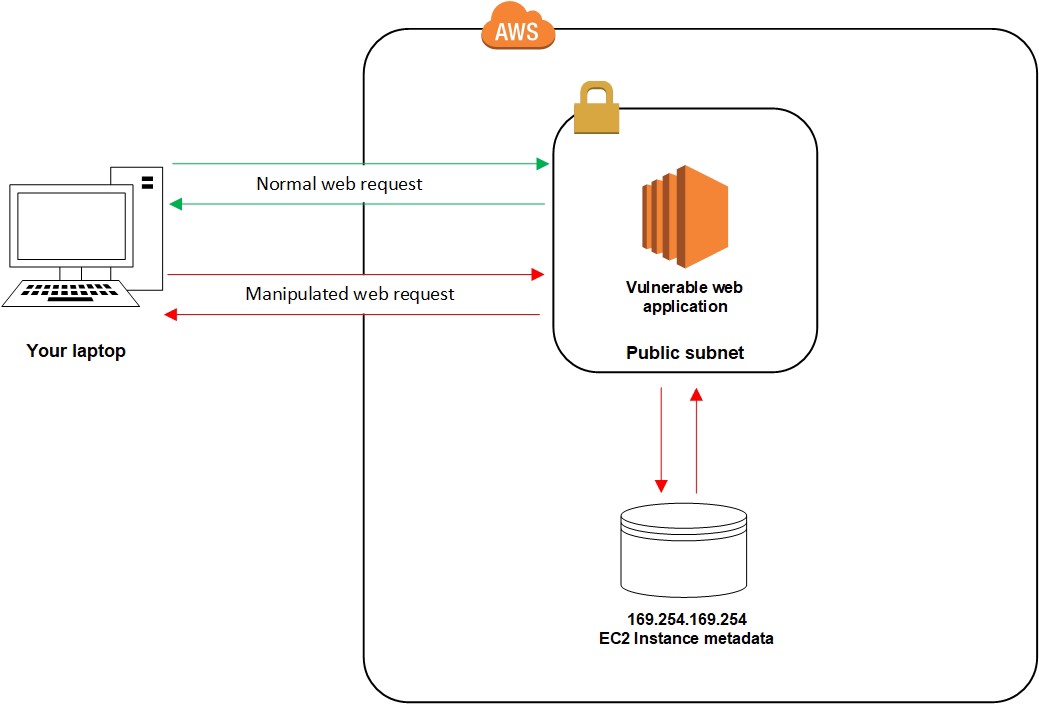 AWS
Normal web request
Manipulated web request
Your laptop
Vulnerable web
application
Public subnet
169.254.169.254
EC2 Instance metadata